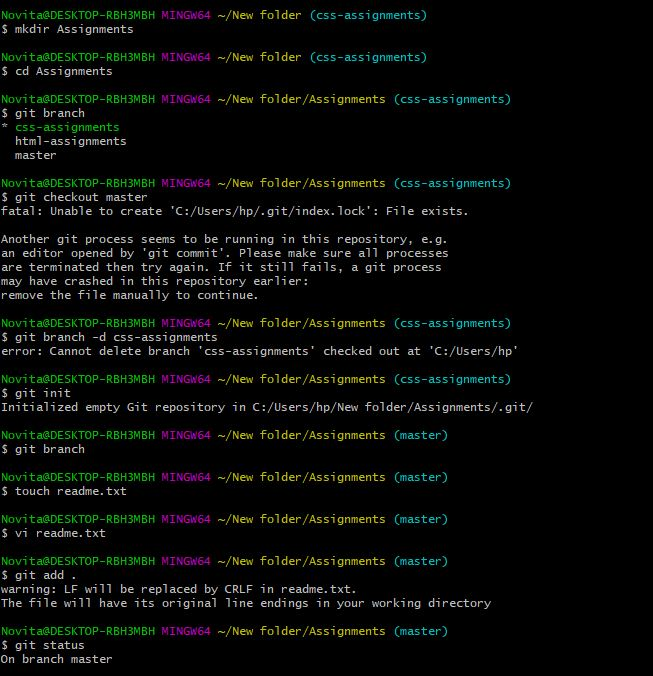 Novita@DESKTOP-RBH3MBH MINGW64 ~/New folder (css-assignments)
$ mkdir Assignments
Novita@DESKTOP-RBH3MBH MINGW64 ~/New folder (css-assignments)
$ cd Assignments
Novita@DESKTOP-RBH3MBH MINGW64 ~/New folder/Assignments (css-assignments)
$ git branch
* css-assignments
html-assignments
master
Novita@DESKTOP-RBH3MBH MINGW64 ~/New folder/Assignments (css-assignments)
$ git checkout master
fatal: Unable to create 'C:/Users/hp/.git/index.lock': File exists.
Another git process seems to be running in this repository, e.g.
an editor opened by 'git commit'. Please make sure all processes
are terminated then try again. If it still fails, a git process
may have crashed in this repository earlier:
remove the file manually to continue.
Novita@DESKTOP-RBH3MBH MINGW64 ~/New folder/Assignments (css-assignments)
$ git branch -d css-assignments
error: Cannot delete branch 'css-assignments' checked out at 'C:/Users/hp'
Novita@DESKTOP-RBH3MBH MINGW64 ~/New folder/Assignments (css-assignments)
$ git init
Initialized empty Git repository in C:/Users/hp/New folder/Assignments/.git/
Novita@DESKTOP-RBH3MBH MINGW64 ~/New folder/Assignments (master)
$ git branch
Novita@DESKTOP-RBH3MBH MINGW64 ~/New folder/Assignments (master)
$ touch readme.txt
Novita@DESKTOP-RBH3MBH MINGW64 ~/New folder/Assignments (master)
$ vi readme.txt
Novita@DESKTOP-RBH3MBH MINGW64 ~/New folder/Assignments (master)
$ git add .
warning: LF will be replaced by CRLF in readme.txt.
The file will have its original line endings in your working directory
Novita@DESKTOP-RBH3MBH MINGW64 ~/New folder/Assignments (master)
$ git status
On branch master